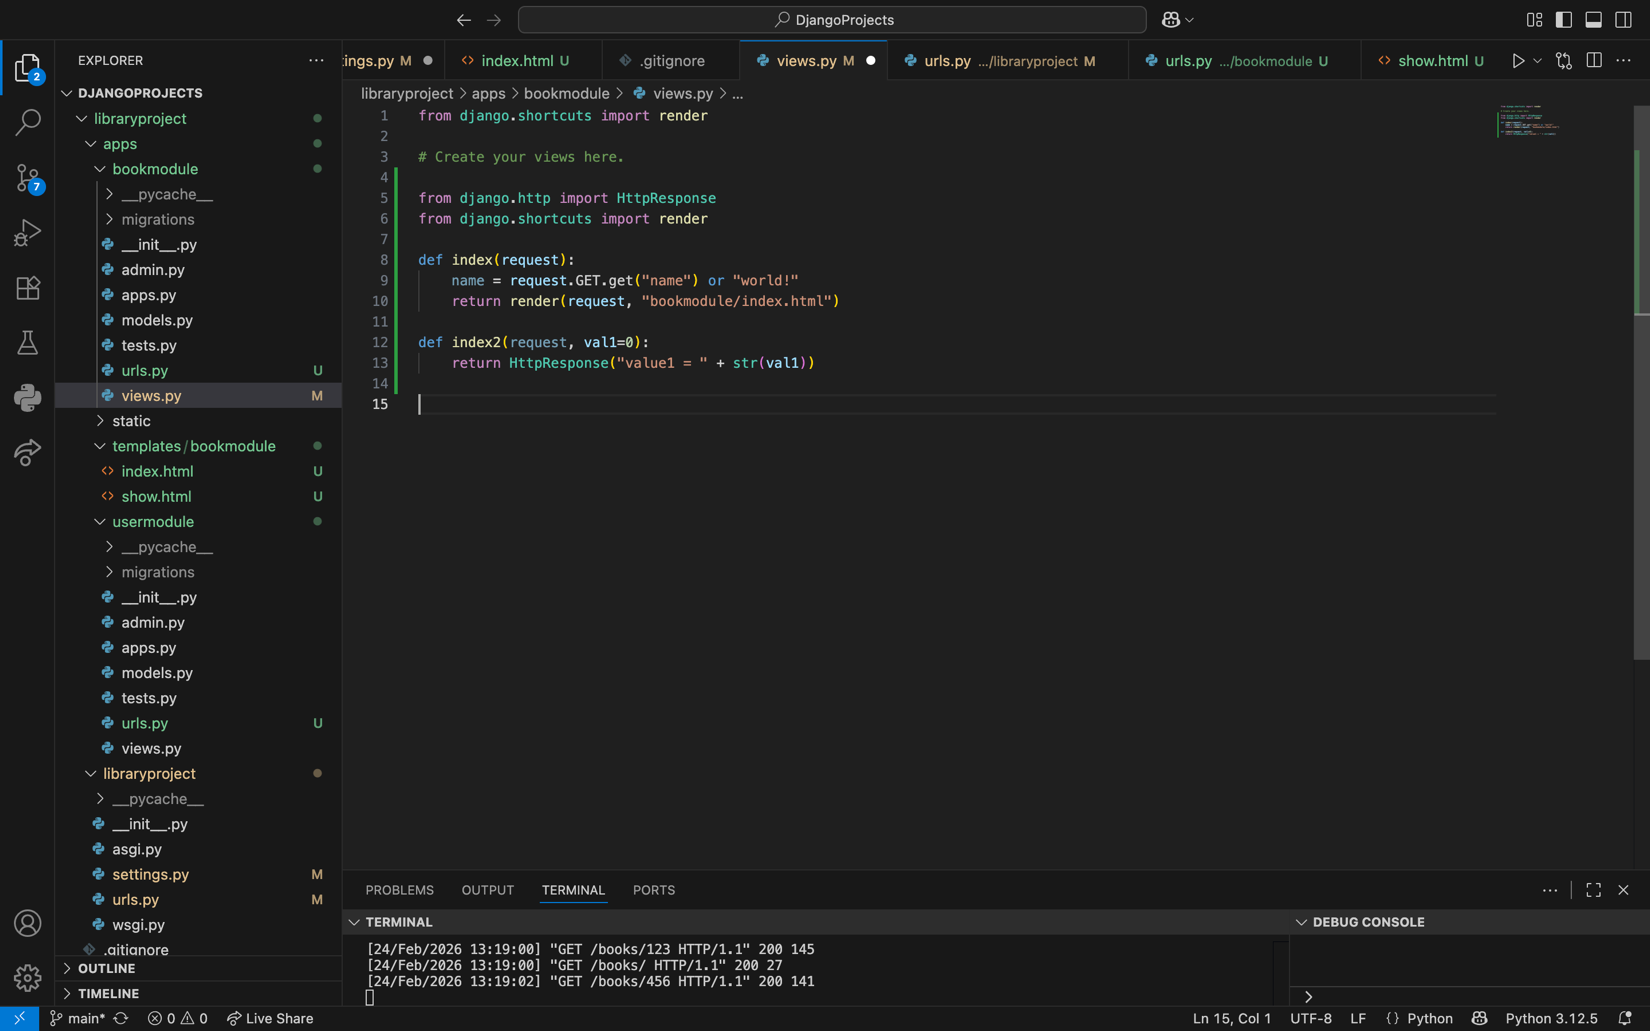 DjangoProjects
EXPLORER
tings.py M
index.html U
.gitignore
views.py M
urls.py .../libraryproject M
urls.py .../bookmodule U
show.html U
DJANGOPROJECTS
libraryproject > apps > bookmodule > views.py > ...
libraryproject
apps
bookmodule
__pycache__
migrations
__init__.py
admin.py
apps.py
models.py
tests.py
urls.py U
views.py M
static
templates/bookmodule
index.html U
show.html U
usermodule
__pycache__
migrations
__init__.py
admin.py
apps.py
models.py
tests.py
urls.py U
views.py
libraryproject
__pycache__
__init__.py
asgi.py
settings.py M
urls.py M
wsgi.py
.gitignore
OUTLINE
TIMELINE
2
7
1 from django.shortcuts import render
2
3 # Create your views here.
4
5 from django.http import HttpResponse
6 from django.shortcuts import render
7
8 def index(request):
9 name = request.GET.get("name") or "world!"
10 return render(request, "bookmodule/index.html")
11
12 def index2(request, val1=0):
13 return HttpResponse("value1 = " + str(val1))
14
15
PROBLEMS OUTPUT TERMINAL PORTS
TERMINAL
DEBUG CONSOLE
[24/Feb/2026 13:19:00] "GET /books/123 HTTP/1.1" 200 145
[24/Feb/2026 13:19:00] "GET /books/ HTTP/1.1" 200 27
[24/Feb/2026 13:19:02] "GET /books/456 HTTP/1.1" 200 141
main* 0 0 Live Share
Ln 15, Col 1 UTF-8 LF {} Python Python 3.12.5